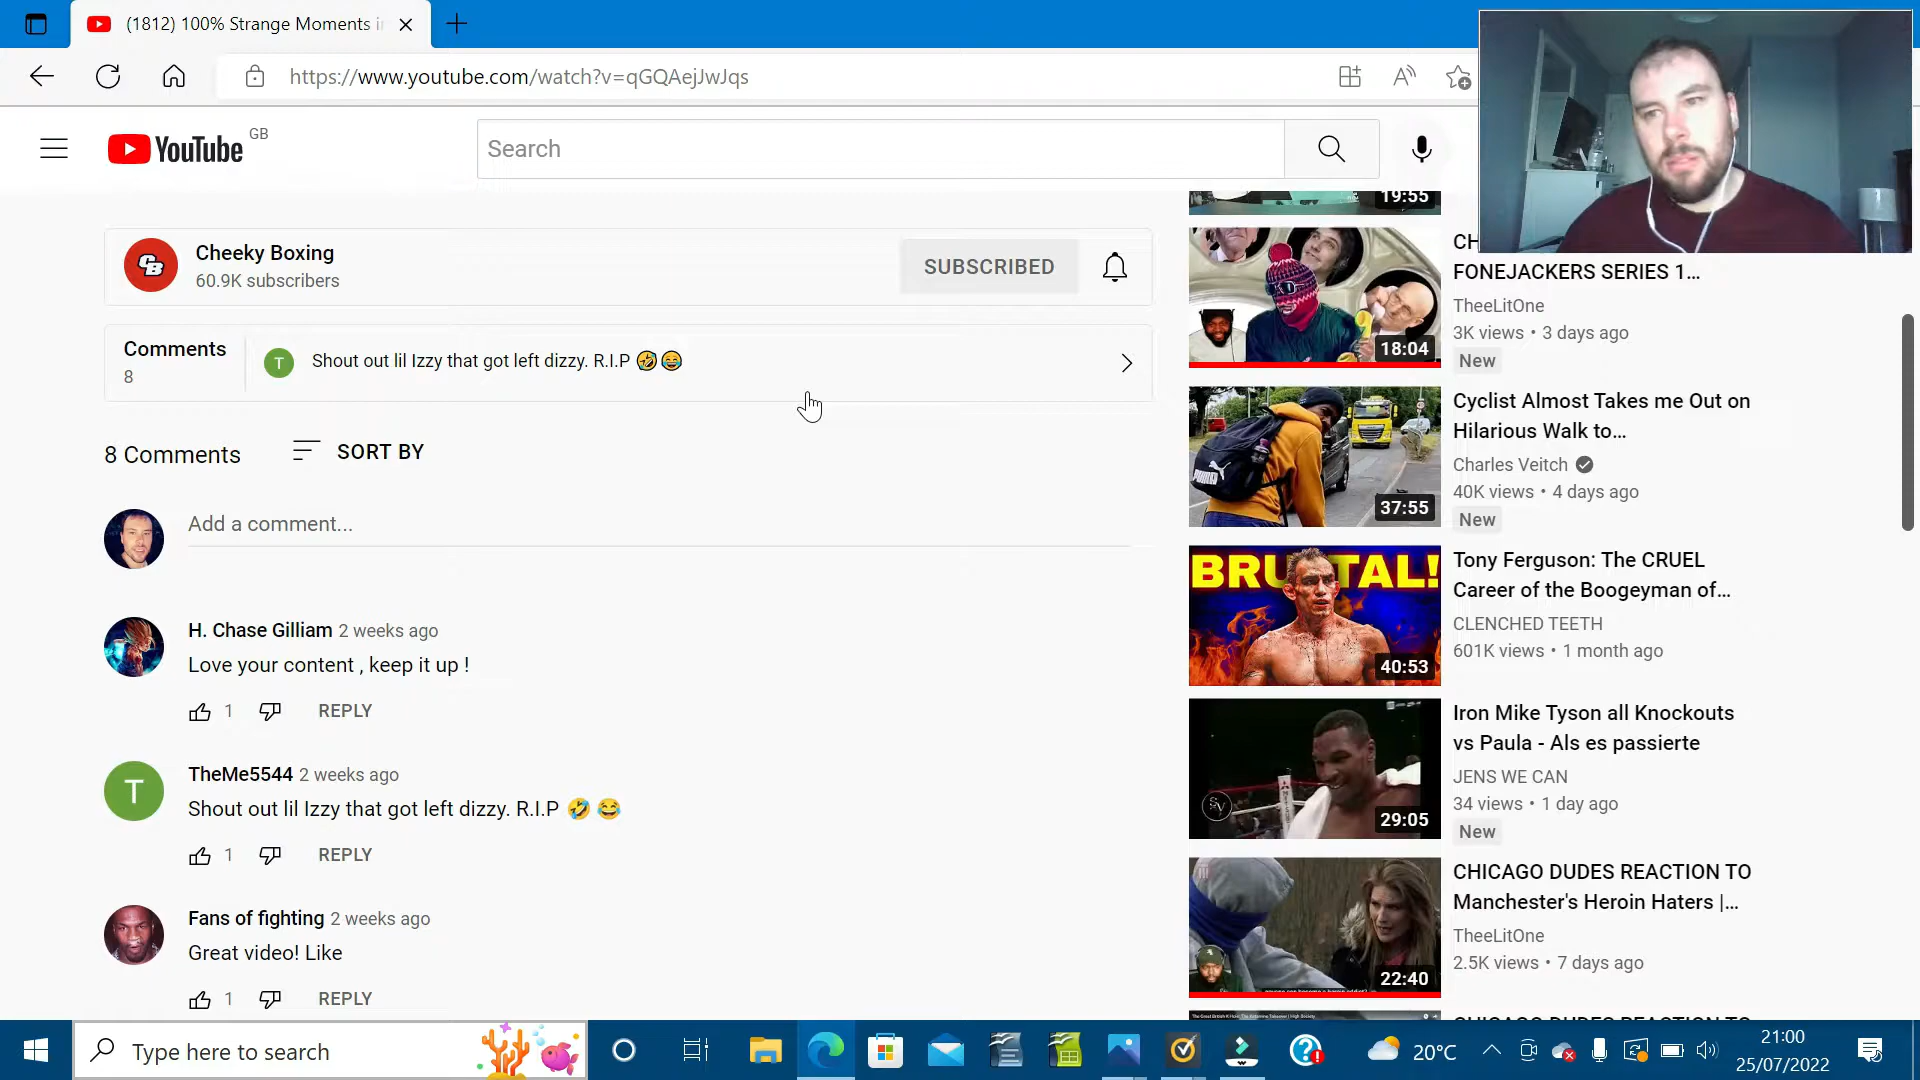 (1812) 100% Strange Moments i
https://www.youtube.com/watch?v=qGQAejJwJqs
YouTube GB
Search
Cheeky Boxing
60.9K subscribers
SUBSCRIBED
Comments
8
T
Shout out lil Izzy that got left dizzy. R.I.P 🤣😂
8 Comments
SORT BY
Add a comment...
H. Chase Gilliam 2 weeks ago
Love your content , keep it up !
1 REPLY
T
TheMe5544 2 weeks ago
Shout out lil Izzy that got left dizzy. R.I.P 🤣 😂
1 REPLY
Fans of fighting 2 weeks ago
Great video! Like
1 REPLY
19:55
18:04
CH
FONEJACKERS SERIES 1...
TheeLitOne
3K views • 3 days ago
New
PUMA
37:55
Cyclist Almost Takes me Out on
Hilarious Walk to...
Charles Veitch
40K views • 4 days ago
New
BRUTAL!
40:53
Tony Ferguson: The CRUEL
Career of the Boogeyman of...
CLENCHED TEETH
601K views • 1 month ago
29:05
Iron Mike Tyson all Knockouts
vs Paula - Als es passierte
JENS WE CAN
34 views • 1 day ago
New
22:40
CHICAGO DUDES REACTION TO
Manchester's Heroin Haters |...
TheeLitOne
2.5K views • 7 days ago
CHICAGO DUDES REACTION TO
Type here to search
20°C
21:00
25/07/2022